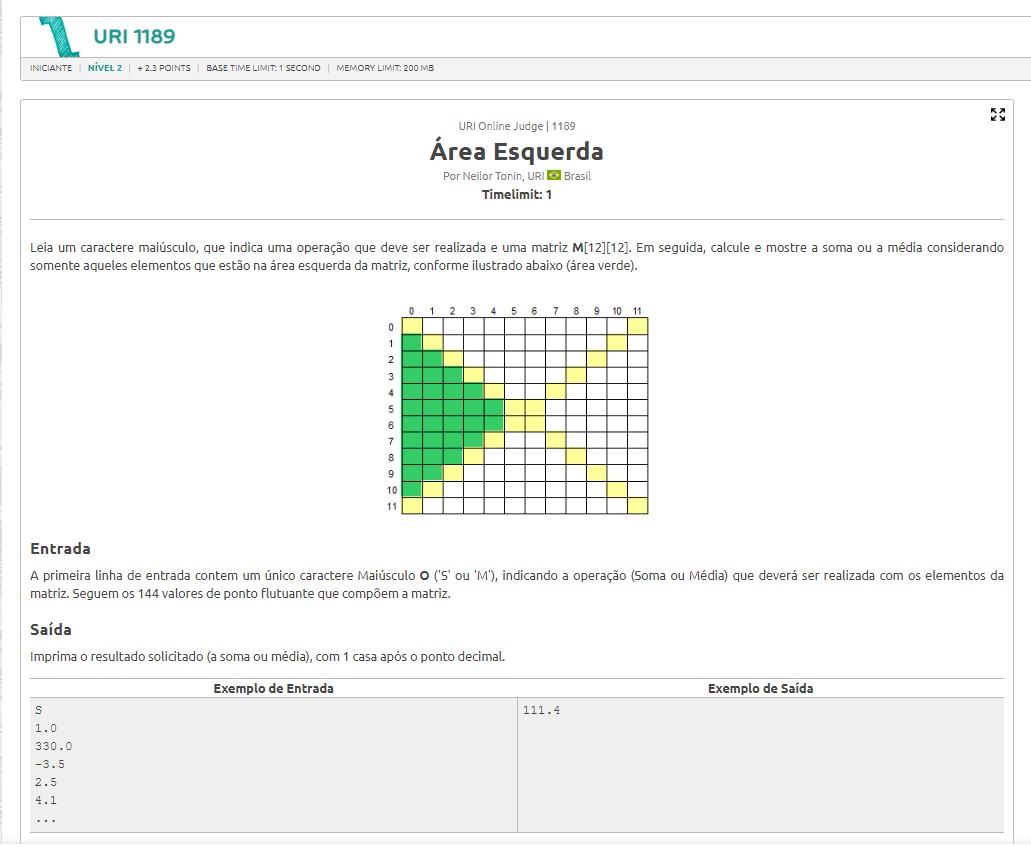 URI 1189
INICIANTE | NÍVEL 2 | + 2.3 POINTS | BASE TIME LIMIT: 1 SECOND | MEMORY LIMIT: 200 MB
URI Online Judge | 1189
Área Esquerda
Por Neilor Tonin, URI Brasil
Timelimit: 1
Leia um caractere maiúsculo, que indica uma operação que deve ser realizada e uma matriz M[12][12]. Em seguida, calcule e mostre a soma ou a média considerando
somente aqueles elementos que estão na área esquerda da matriz, conforme ilustrado abaixo (área verde).
0 1 2 3 4 5 6 7 8 9 10 11
0
1
2
3
4
5
6
7
8
9
10
11
Entrada
A primeira linha de entrada contem um único caractere Maiúsculo O ('S' ou 'M'), indicando a operação (Soma ou Média) que deverá ser realizada com os elementos da
matriz. Seguem os 144 valores de ponto flutuante que compõem a matriz.
Saída
Imprima o resultado solicitado (a soma ou média), com 1 casa após o ponto decimal.
Exemplo de Entrada Exemplo de Saída
S 111.4
1.0
330.0
-3.5
2.5
4.1
...